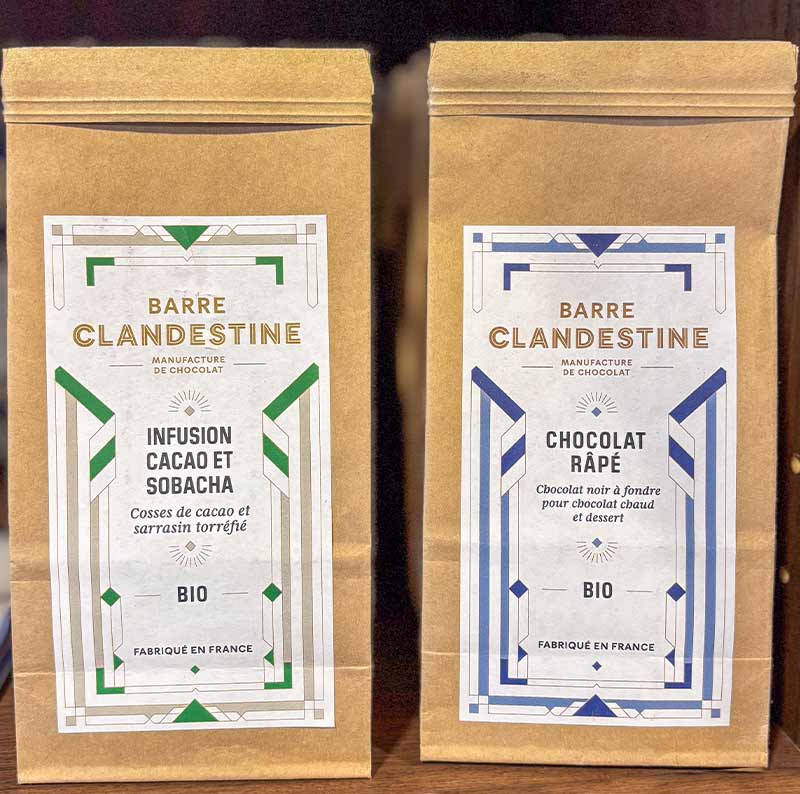 BARRE
CLANDESTINE
MANUFACTURE
DE CHOCOLAT
INFUSION
CACAO ET
SOBACHA
Cosses de cacao et
sarrasin torréfié
BIO
FABRIQUÉ EN FRANCE
BARRE
CLANDESTINE
MANUFACTURE
DE CHOCOLAT
CHOCOLAT
RÂPÉ
Chocolat noir à fondre
pour chocolat chaud
et dessert
BIO
FABRIQUÉ EN FRANCE